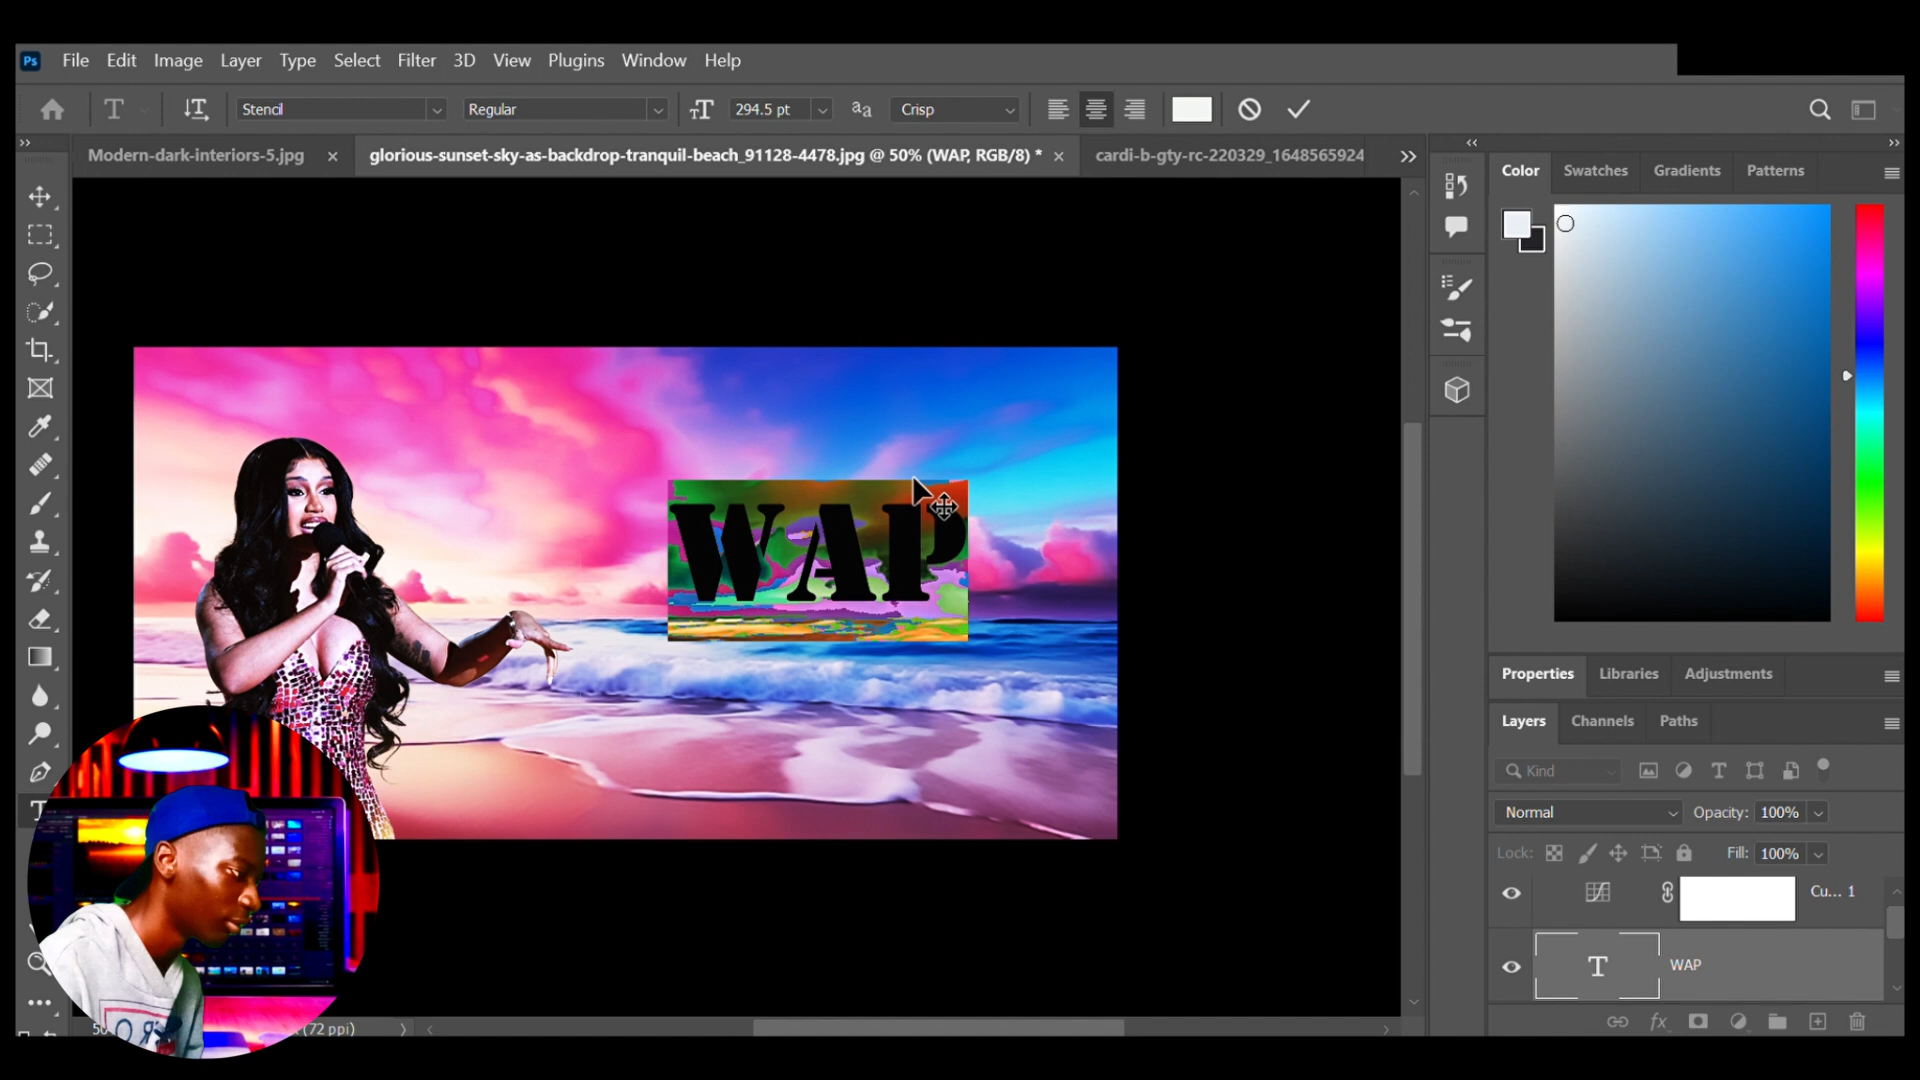 Ps File Edit Image Layer Type Select Filter 3D View Plugins Window Help
T Stencil Regular 294.5 pt aa Crisp
Modern-dark-interiors-5.jpg × glorious-sunset-sky-as-backdrop-tranquil-beach_91128-4478.jpg @ 50% (WAP, RGB/8) * × cardi-b-gty-rc-220329_1648565924
Color Swatches Gradients Patterns
WAP
Properties Libraries Adjustments
Layers Channels Paths
Kind
Normal Opacity: 100%
Lock: Fill: 100%
Cu... 1
T WAP
fx
(72 ppi)